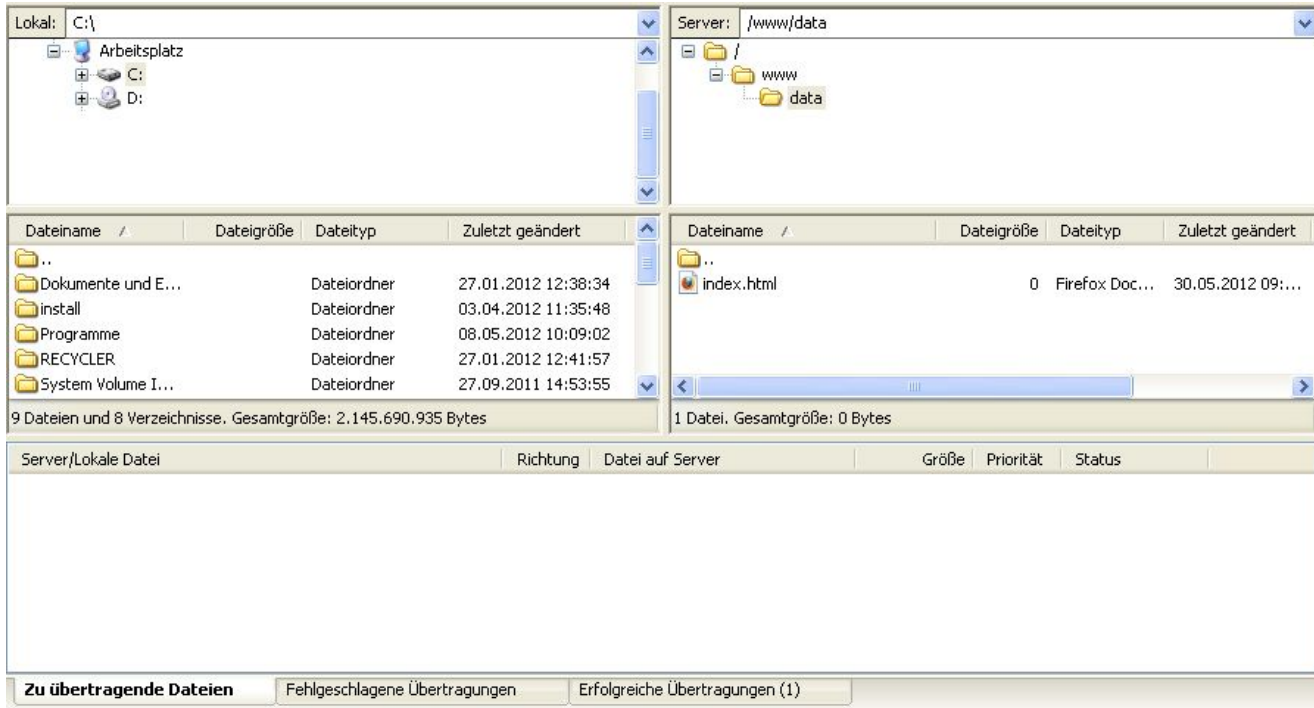 Lokal: C:\
Arbeitsplatz
C:
D:
Server: /www/data
/
www
data
Dateiname Dateigröße Dateityp Zuletzt geändert
..
Dokumente und E... Dateiordner 27.01.2012 12:38:34
install Dateiordner 03.04.2012 11:35:48
Programme Dateiordner 08.05.2012 10:09:02
RECYCLER Dateiordner 27.01.2012 12:41:57
System Volume I... Dateiordner 27.09.2011 14:53:55
9 Dateien und 8 Verzeichnisse. Gesamtgröße: 2.145.690.935 Bytes
Dateiname Dateigröße Dateityp Zuletzt geändert
..
index.html 0 Firefox Doc... 30.05.2012 09:...
1 Datei. Gesamtgröße: 0 Bytes
Server/Lokale Datei Richtung Datei auf Server Größe Priorität Status
Zu übertragende Dateien Fehlgeschlagene Übertragungen Erfolgreiche Übertragungen (1)